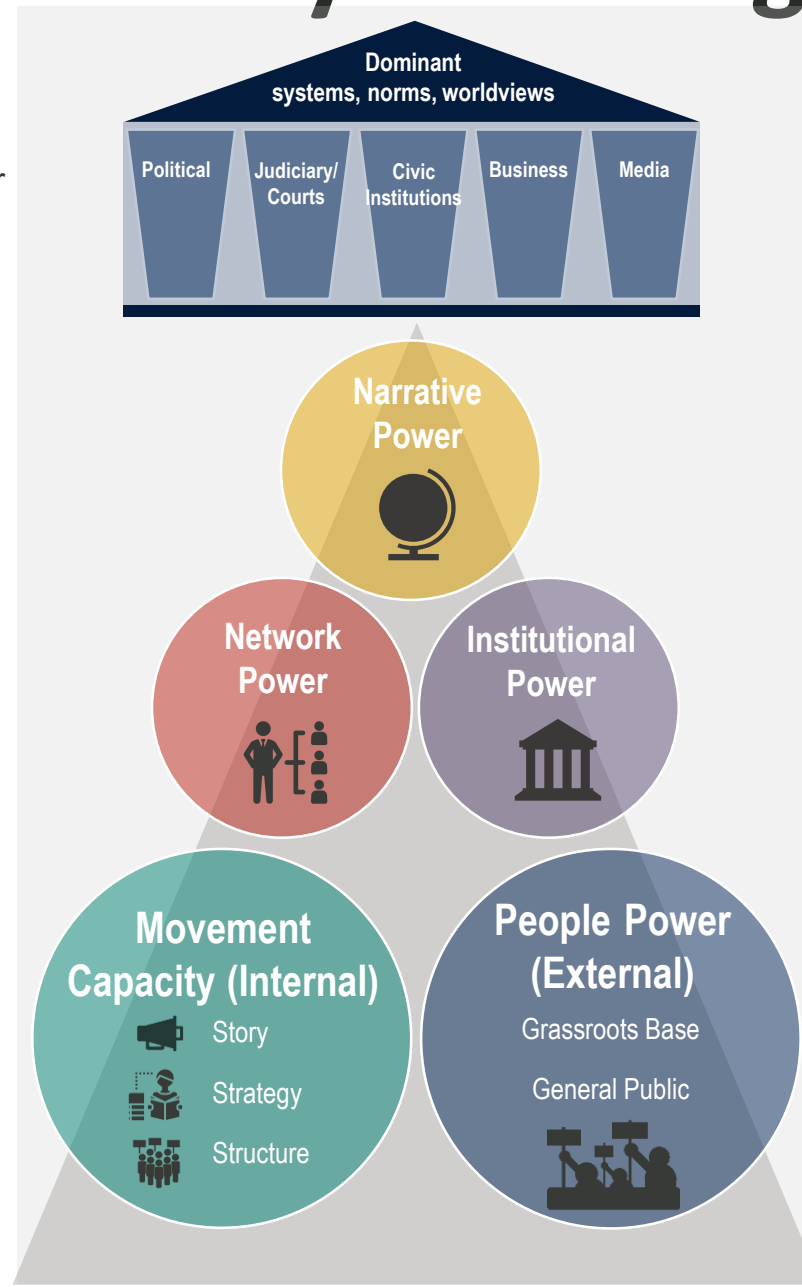 Dominant
systems, norms, worldviews
Political
Judiciary/
Courts
Civic
Institutions
Business
Media
Narrative
Power
Network
Power
Institutional
Power
Movement
Capacity (Internal)
Story
Strategy
Structure
People Power
(External)
Grassroots Base
General Public